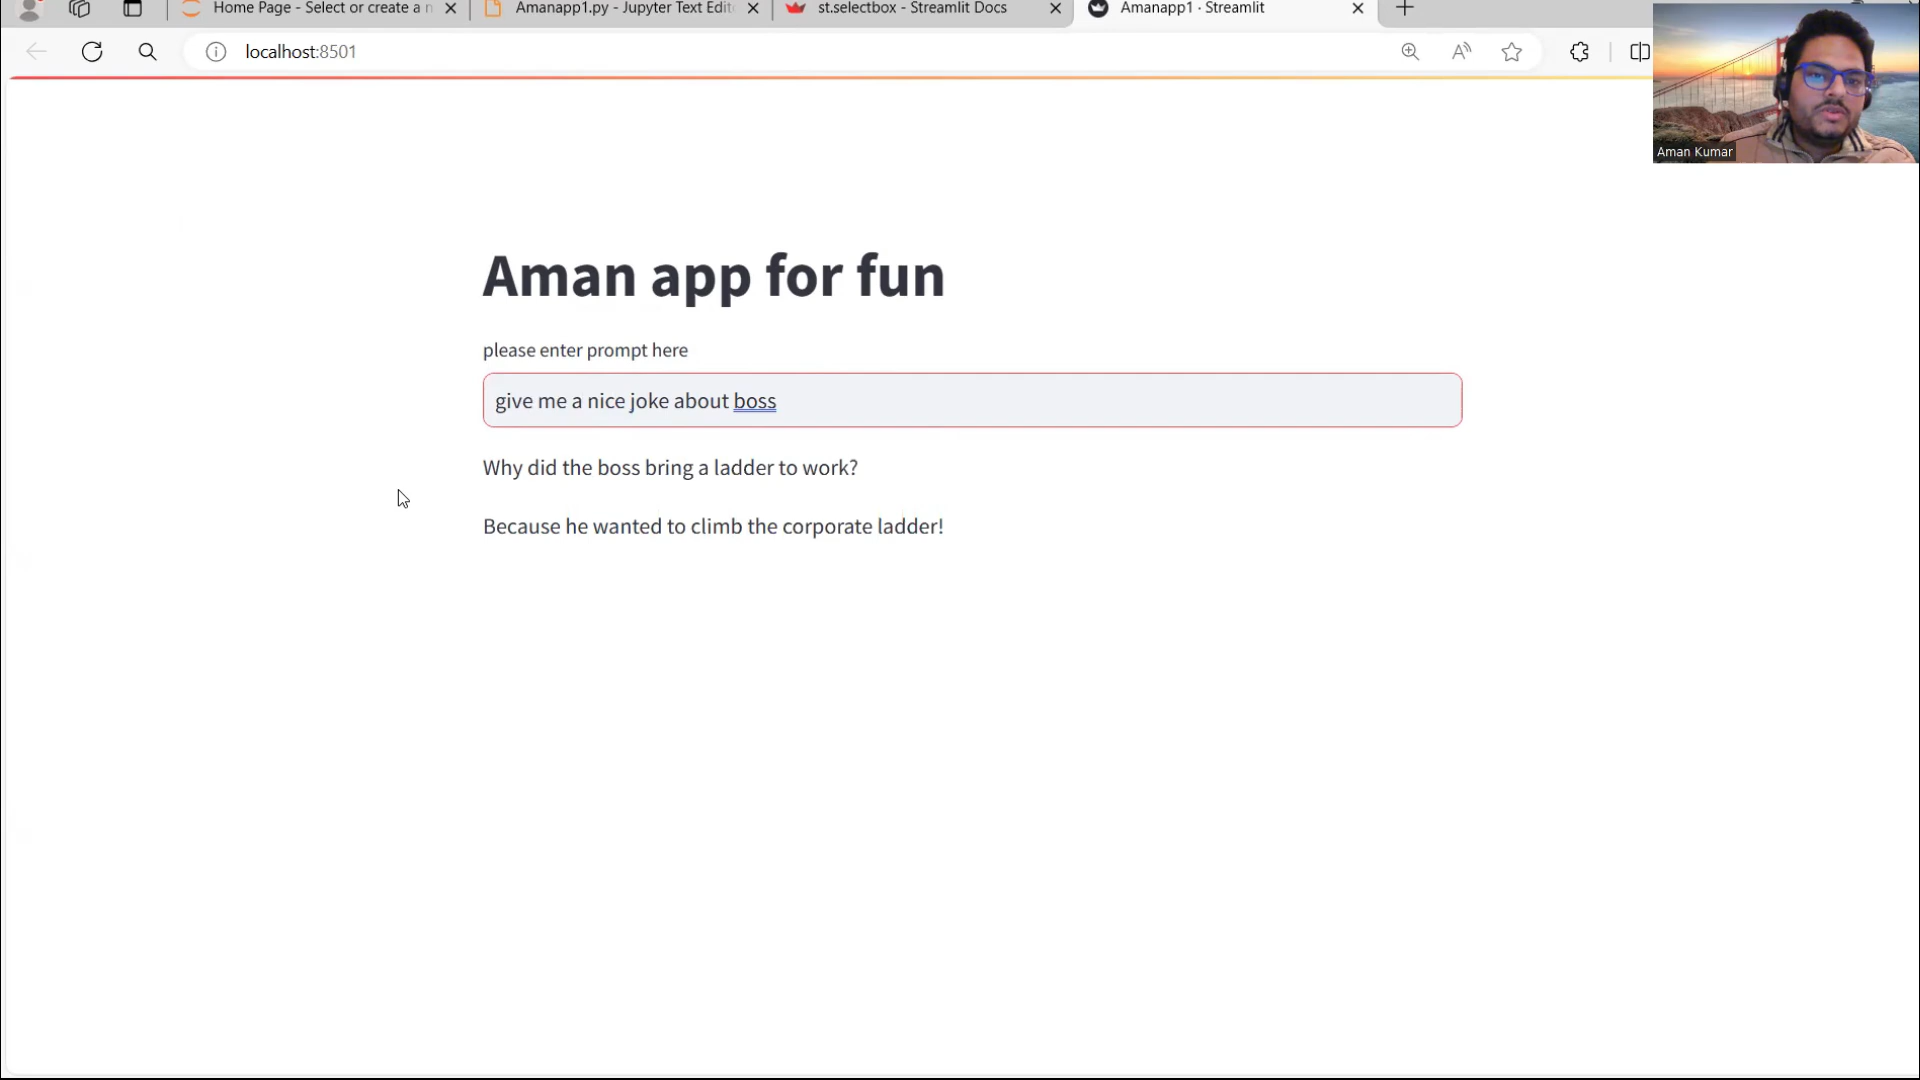 Home Page - Select or create a n
Amanapp1.py - Jupyter Text Edit
st.selectbox - Streamlit Docs
Amanapp1 · Streamlit
localhost:8501
Aman Kumar
Aman app for fun
please enter prompt here
give me a nice joke about boss
Why did the boss bring a ladder to work?
Because he wanted to climb the corporate ladder!